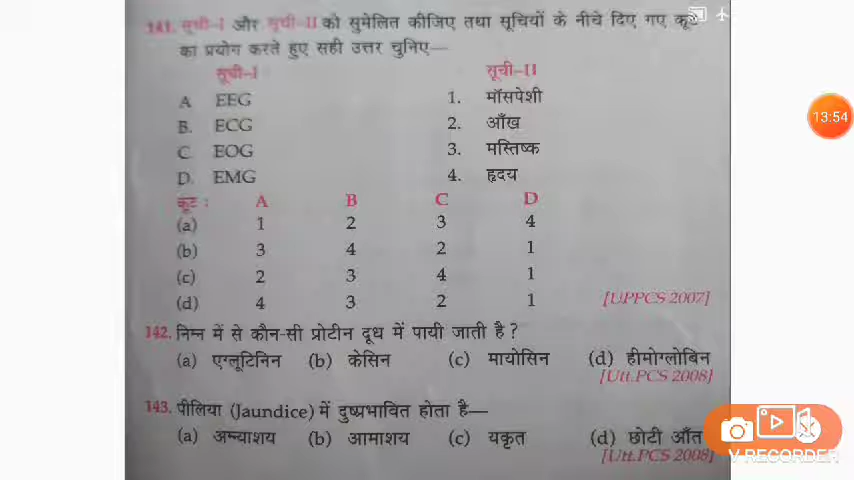 141. सूची-I और सूची-II को सुमेलित कीजिए तथा सूचियों के नीचे दिए गए कूट
का प्रयोग करते हुए सही उत्तर चुनिए—
सूची-I सूची-II
A EEG 1. माँसपेशी
B. ECG 2. आँख
C EOG 3. मस्तिष्क
D. EMG 4. हृदय
कूट : A B C D
(a) 1 2 3 4
(b) 3 4 2 1
(c) 2 3 4 1
(d) 4 3 2 1 [UPPCS 2007]
142. निम्न में से कौन-सी प्रोटीन दूध में पायी जाती है ?
(a) एग्लूटिनिन (b) केसिन (c) मायोसिन (d) हीमोग्लोबिन
[Utt.PCS 2008]
143. पीलिया (Jaundice) में दुष्प्रभावित होता है—
(a) अग्न्याशय (b) आमाशय (c) यकृत (d) छोटी आँत
[Utt.PCS 2008]
13:54
V RECORDER